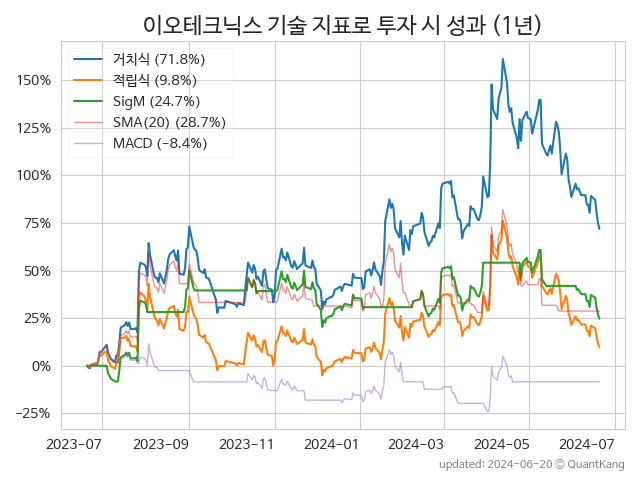 이오테크닉스 기술 지표로 투자 시 성과 (1년)
거치식 (71.8%)
적립식 (9.8%)
SigM (24.7%)
SMA(20) (28.7%)
MACD (−8.4%)
150%
125%
100%
75%
50%
25%
0%
−25%
2023-07 2023-09 2023-11 2024-01 2024-03 2024-05 2024-07
updated: 2024-06-20 © QuantKang